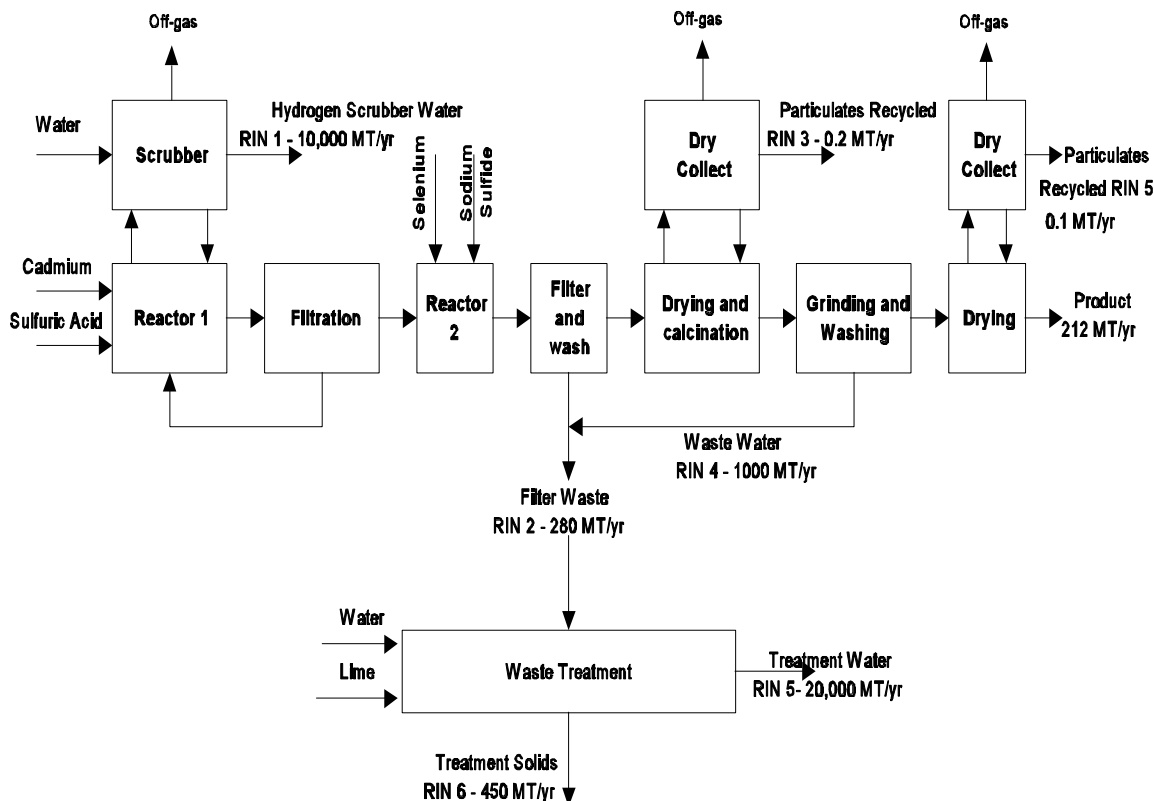 Off-gas
Off-gas
Off-gas
Water
Scrubber
Hydrogen Scrubber Water
RIN 1 - 10,000 MT/yr
Selenium
Sodium
Sulfide
Dry
Collect
Particulates Recycled
RIN 3 - 0.2 MT/yr
Dry
Collect
Particulates
Recycled RIN 5
0.1 MT/yr
Cadmium
Sulfuric Acid
Reactor 1
Filtration
Reactor
2
Filter
and
wash
Drying and
calcination
Grinding and
Washing
Drying
Product
212 MT/yr
Waste Water
RIN 4 - 1000 MT/yr
Filter Waste
RIN 2 - 280 MT/yr
Water
Lime
Waste Treatment
Treatment Water
RIN 5- 20,000 MT/yr
Treatment Solids
RIN 6 - 450 MT/yr